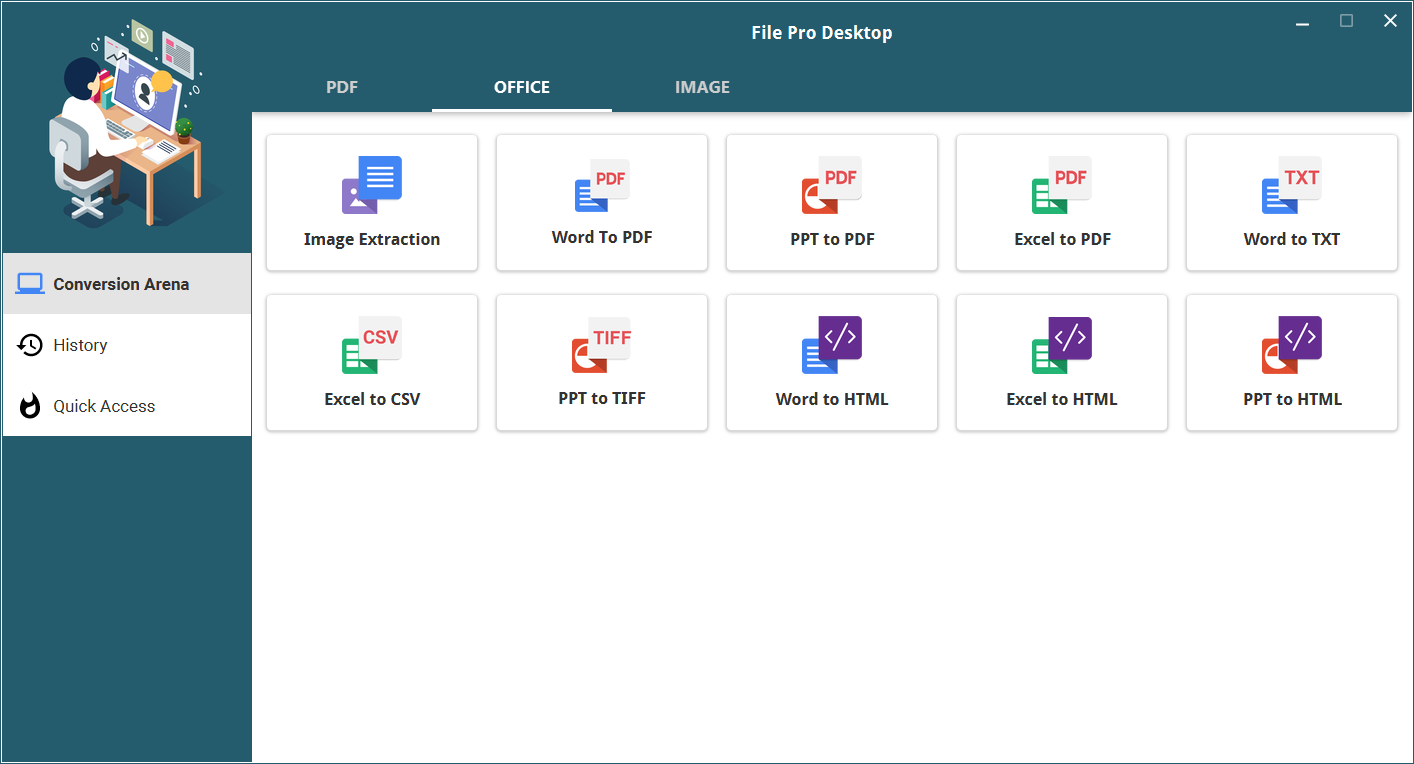 File Pro Desktop
PDF
OFFICE
IMAGE
Conversion Arena
History
Quick Access
Image Extraction
PDF
Word To PDF
PDF
PPT to PDF
PDF
Excel to PDF
TXT
Word to TXT
CSV
Excel to CSV
TIFF
PPT to TIFF
</>
Word to HTML
</>
Excel to HTML
</>
PPT to HTML